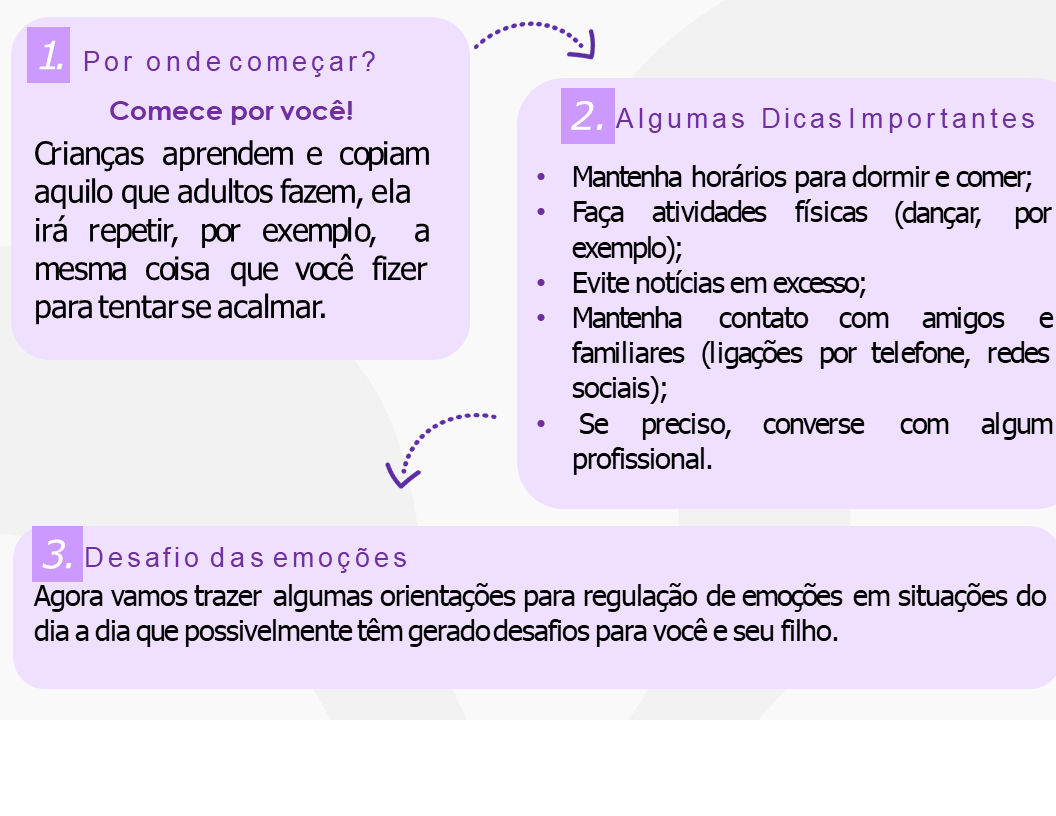 1. Por onde começar?
Comece por você!
Crianças aprendem e copiam
aquilo que adultos fazem, ela
irá repetir, por exemplo, a
mesma coisa que você fizer
para tentar se acalmar.
2. Algumas Dicas Importantes
• Mantenha horários para dormir e comer;
• Faça atividades físicas (dançar, por
exemplo);
• Evite notícias em excesso;
• Mantenha contato com amigos e
familiares (ligações por telefone, redes
sociais);
• Se preciso, converse com algum
profissional.
3. Desafio das emoções
Agora vamos trazer algumas orientações para regulação de emoções em situações do
dia a dia que possivelmente têm gerado desafios para você e seu filho.